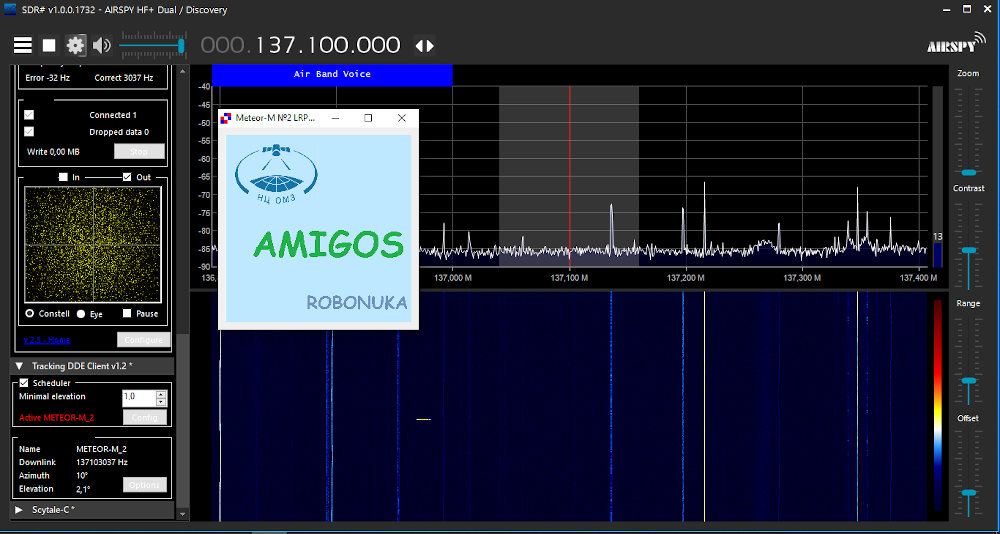 SDR# v1.0.0.1732 - AIRSPY HF+ Dual / Discovery
000.137.100.000
AIRSPY
Error -32 Hz Correct 3037 Hz
Connected 1
Dropped data 0
Write 0,00 MB Stop
In Out
Constell Eye Pause
v.2.0 - Home Configure
Tracking DDE Client v1.2 *
Scheduler
Minimal elevation 1,0
Active METEOR-M_2 Config
Name METEOR-M_2
Downlink 137103037 Hz
Azimuth 10°
Elevation 2,1° Options
Scytale-C *
Air Band Voice
-40
-45
-50
-55
-60
-65
-70
-75
-80
-85
-90
13
136, 137,000 M 137,100 M 137,200 M 137,300 M 137,400 M
Meteor-M №2 LRP...
НЦ ОМЗ
AMIGOS
ROBONUKA
Zoom
Contrast
Range
Offset